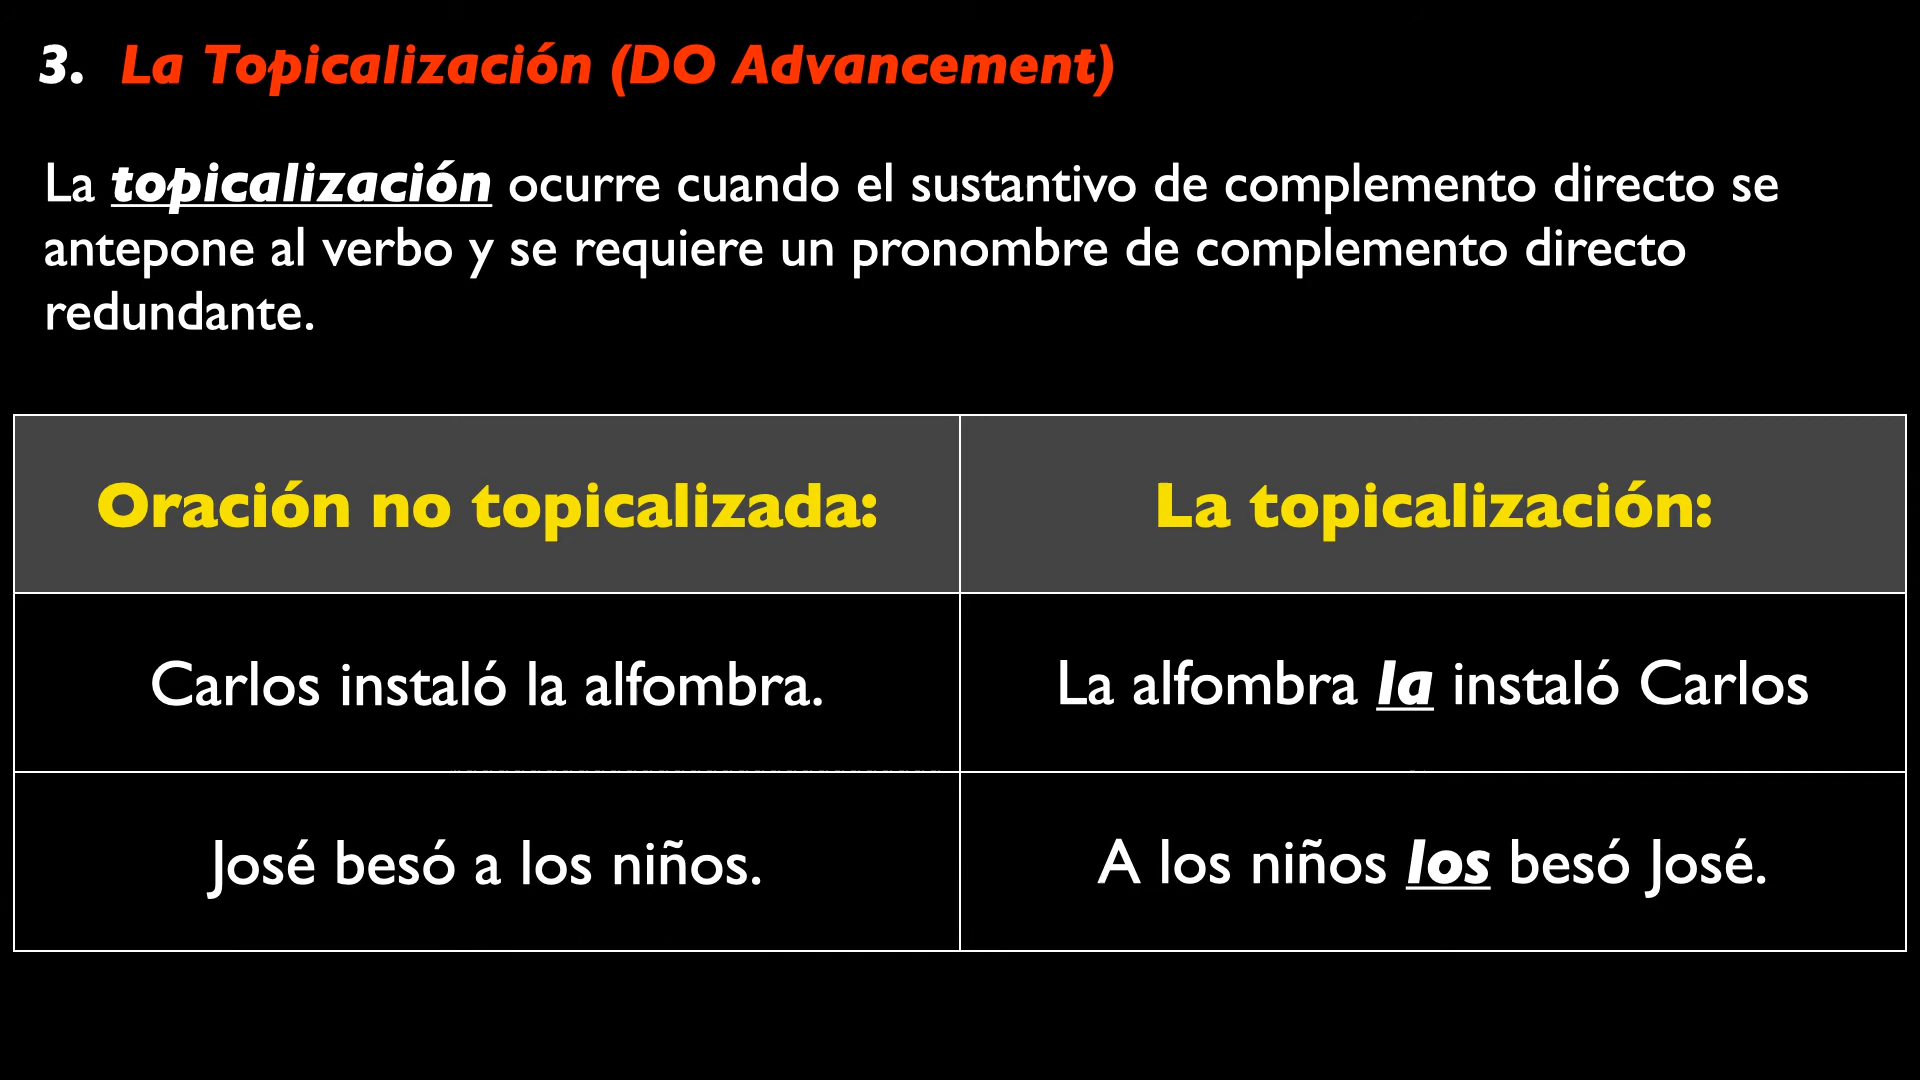 3. La Topicalización (DO Advancement)
La topicalización ocurre cuando el sustantivo de complemento directo se
antepone al verbo y se requiere un pronombre de complemento directo
redundante.
Oración no topicalizada:
La topicalización:
Carlos instaló la alfombra.
La alfombra la instaló Carlos
José besó a los niños.
A los niños los besó José.